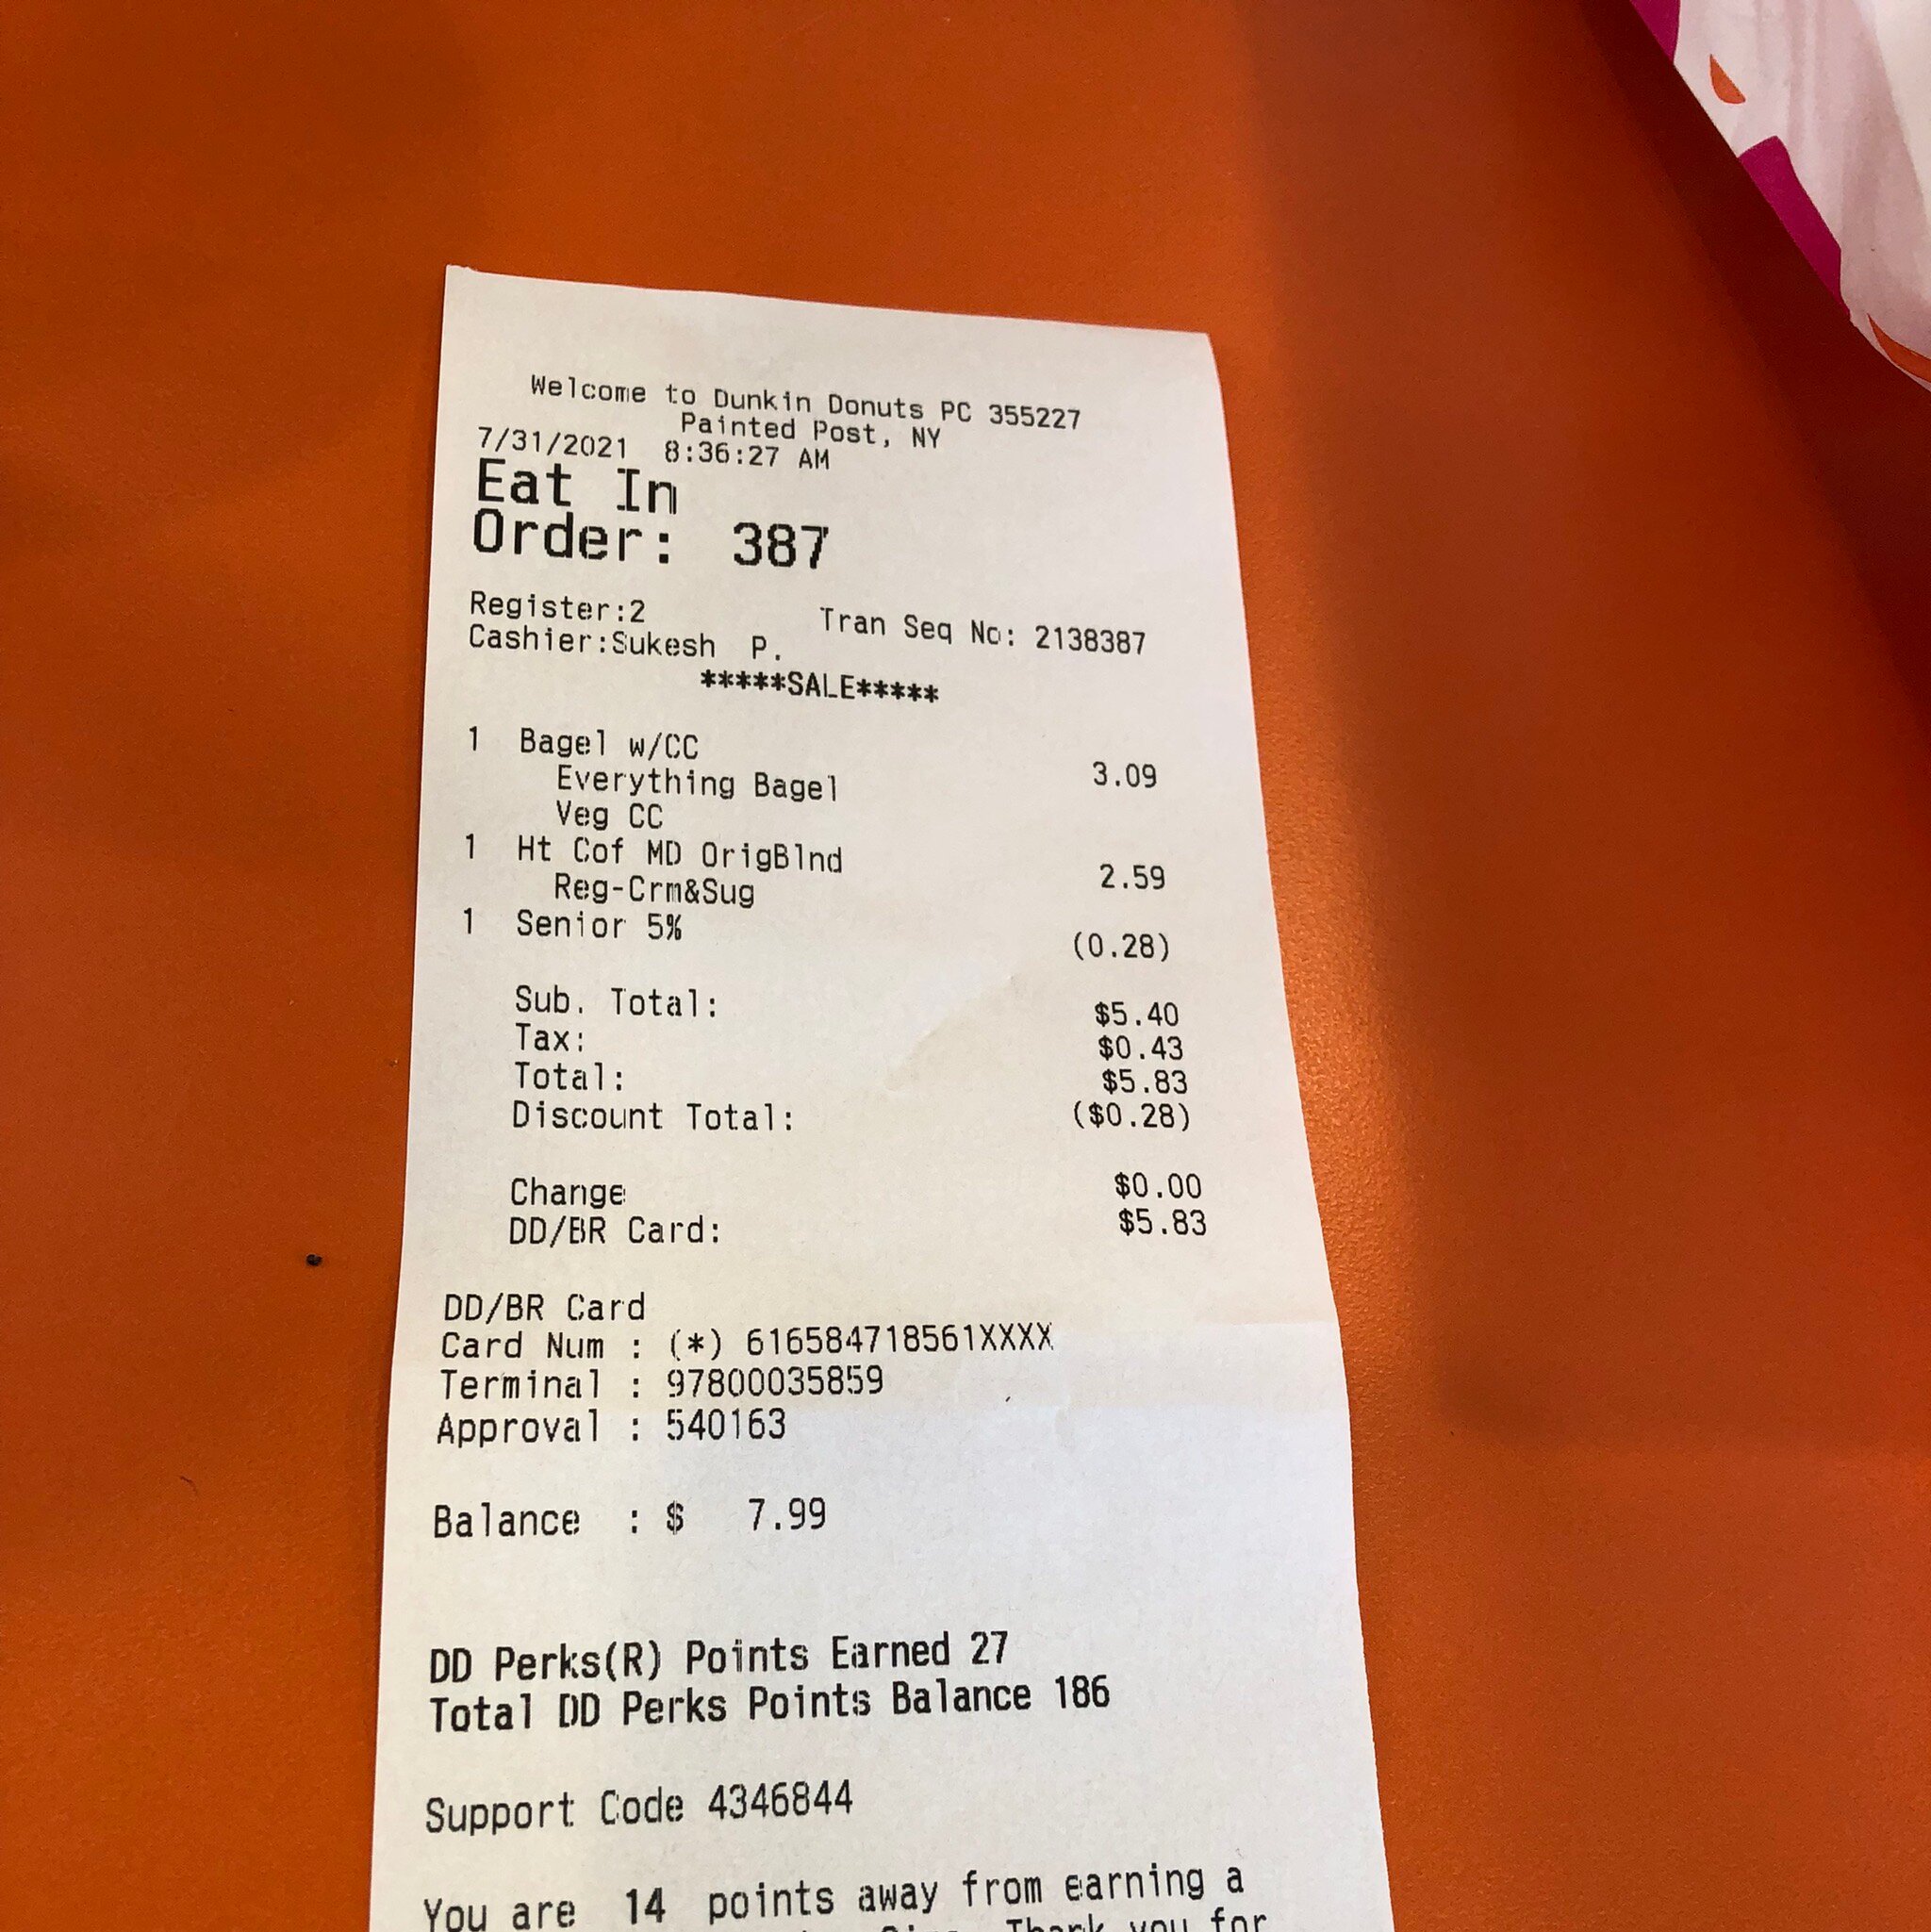 Welcome to Dunkin Donuts PC 355227
Painted Post, NY
7/31/2021 8:36:27 AM
Eat In
Order: 387
Register:2 Tran Seq No: 2138387
Cashier:Sukesh P.
*****SALE*****
1 Bagel w/CC 3.09
Everything Bagel
Veg CC
1 Ht Cof MD OrigBlnd 2.59
Reg-Crm&Sug
1 Senior 5% (0.28)
Sub. Total: $5.40
Tax: $0.43
Total: $5.83
Discount Total: ($0.28)
Change $0.00
DD/BR Card: $5.83
DD/BR Card
Card Num : (*) 616584718561XXXX
Terminal : 97800035859
Approval : 540163
Balance : $ 7.99
DD Perks(R) Points Earned 27
Total DD Perks Points Balance 186
Support Code 4346844
You are 14 points away from earning a
Thank you for